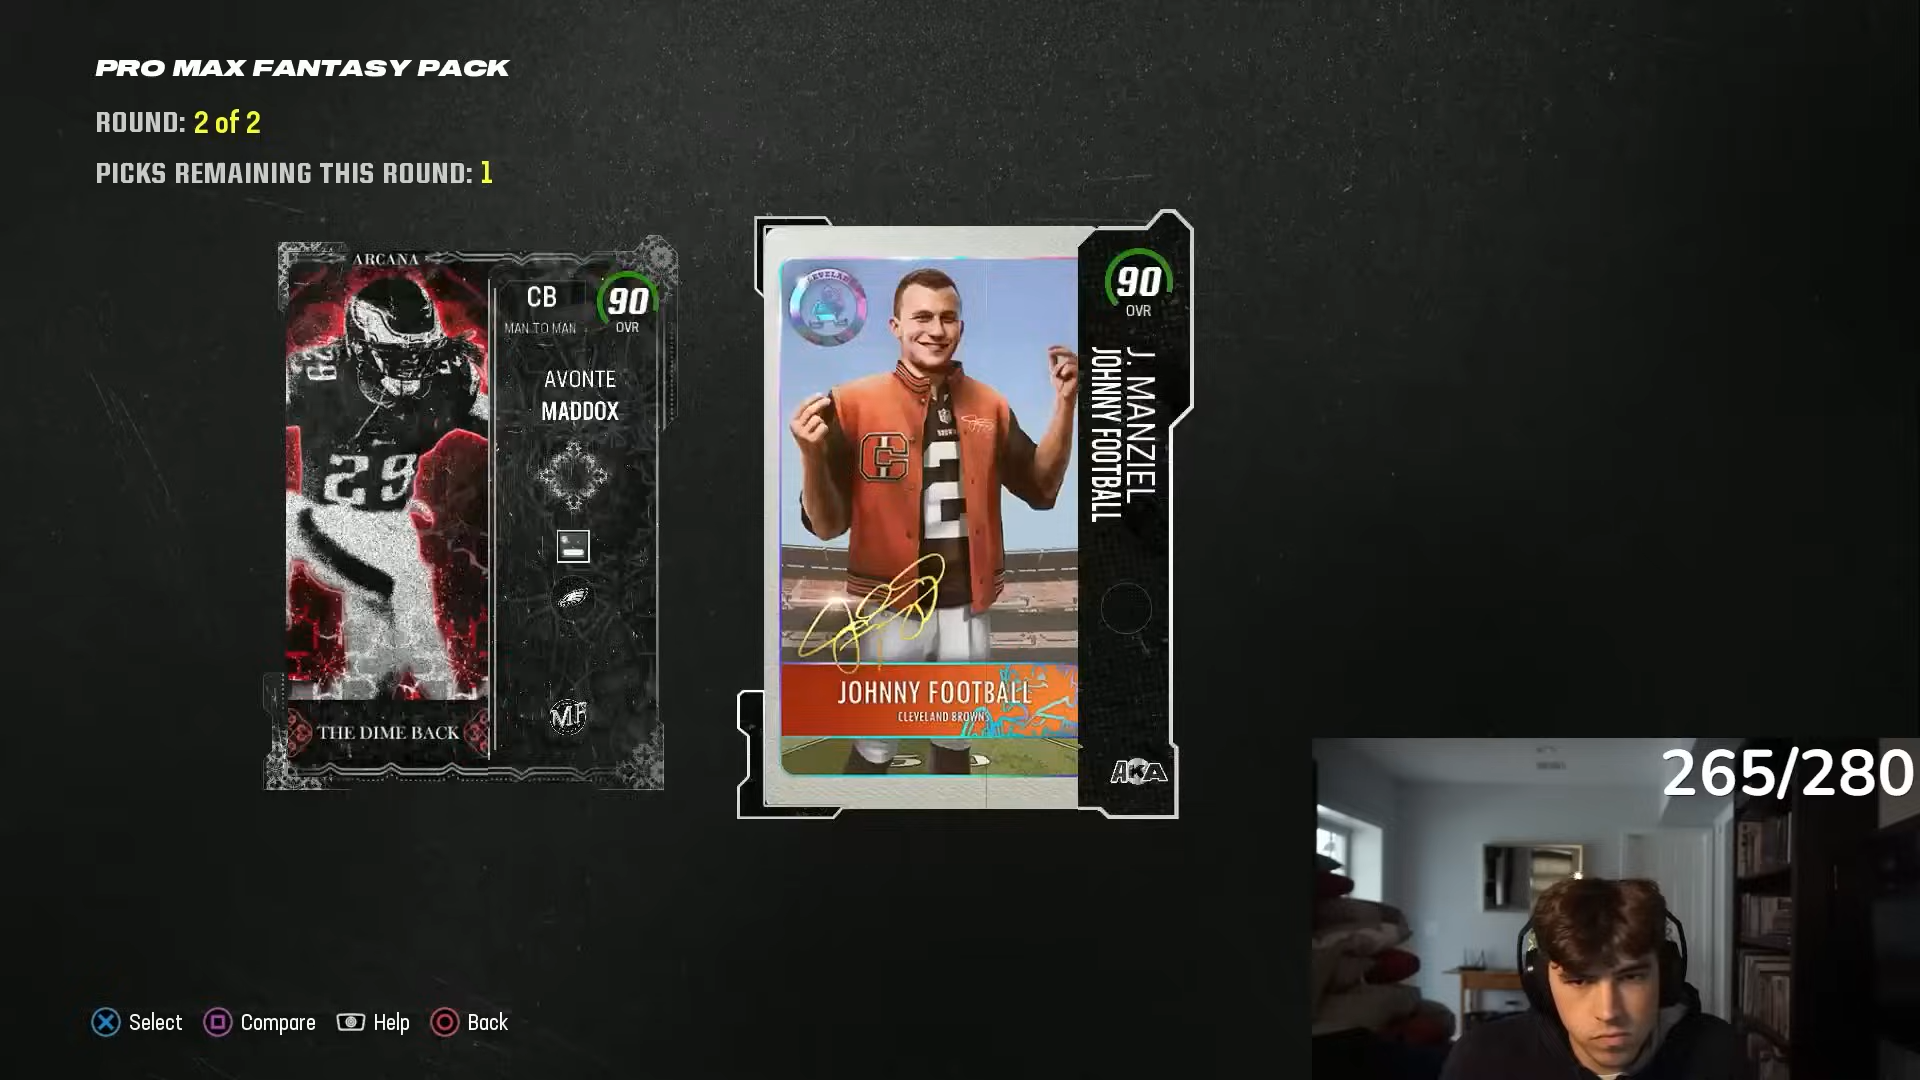 PRO MAX FANTASY PACK
ROUND: 2 of 2
PICKS REMAINING THIS ROUND: 1
ARCANA
CB
MAN TO MAN
90
OVR
AVONTE
MADDOX
29
MF
THE DIME BACK
90
OVR
J. MANZIEL
JOHNNY FOOTBALL
C
2
JOHNNY FOOTBALL
CLEVELAND BROWNS
AKA
265/280
Select
Compare
Help
Back